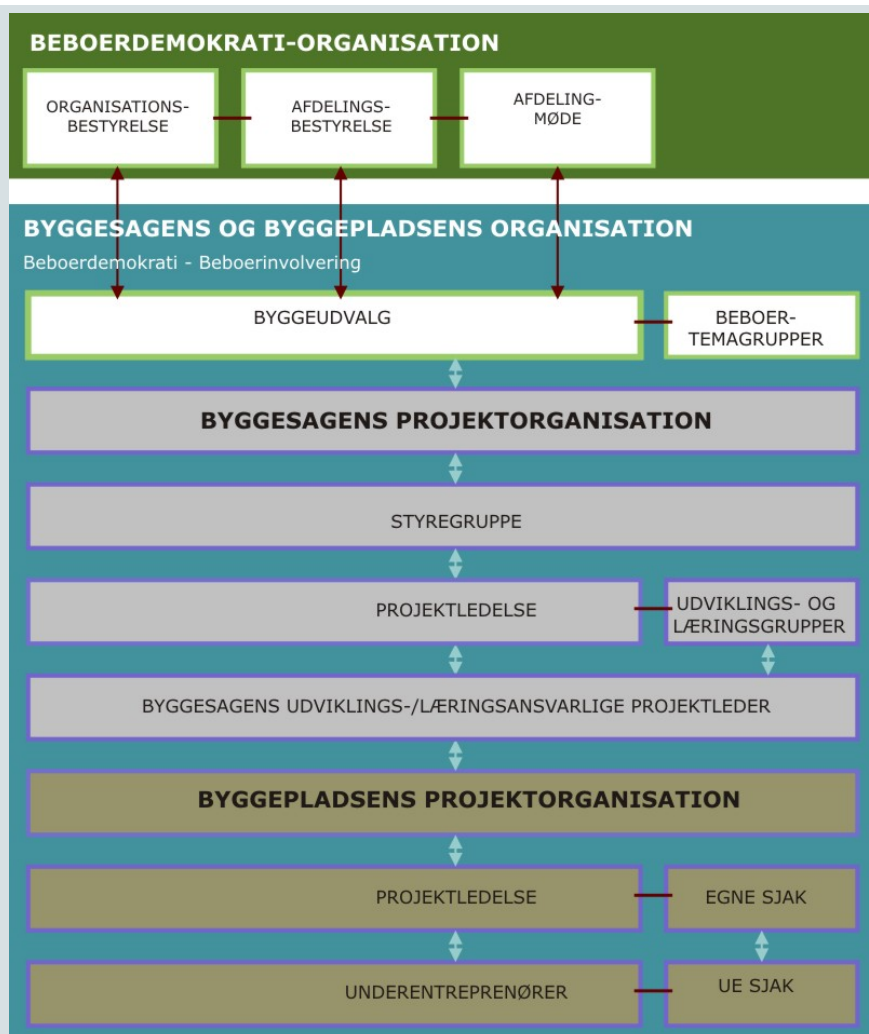 BEBOERDEMOKRATI-ORGANISATION
ORGANISATIONS-
BESTYRELSE
AFDELINGS-
BESTYRELSE
AFDELING-
MØDE
BYGGESAGENS OG BYGGEPLADSENS ORGANISATION
Beboerdemokrati - Beboerinvolvering
BYGGEUDVALG
BEBOER-
TEMAGRUPPER
BYGGESAGENS PROJEKTORGANISATION
STYREGRUPPE
PROJEKTLEDELSE
UDVIKLINGS- OG
LÆRINGSGRUPPER
BYGGESAGENS UDVIKLINGS-/LÆRINGSANSVARLIGE PROJEKTLEDER
BYGGEPLADSENS PROJEKTORGANISATION
PROJEKTLEDELSE
EGNE SJAK
UNDERENTREPRENØRER
UE SJAK